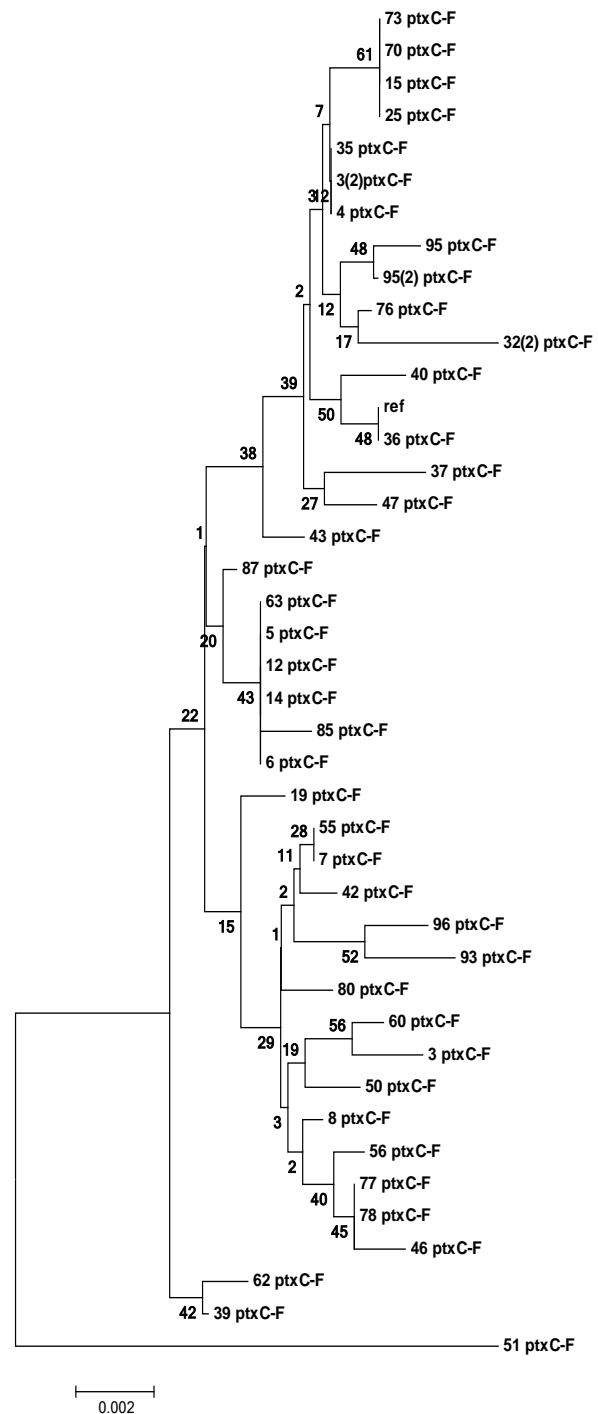 73 ptxC-F
61
70 ptxC-F
15 ptxC-F
25 ptxC-F
7
35 ptxC-F
3(2)ptxC-F
3
12
4 ptxC-F
95 ptxC-F
48
95(2) ptxC-F
2
12
76 ptxC-F
17
32(2) ptxC-F
40 ptxC-F
39
ref
50
48
36 ptxC-F
38
37 ptxC-F
27
47 ptxC-F
1
43 ptxC-F
87 ptxC-F
63 ptxC-F
20
5 ptxC-F
12 ptxC-F
43
14 ptxC-F
22
85 ptxC-F
6 ptxC-F
19 ptxC-F
28
55 ptxC-F
11
7 ptxC-F
2
42 ptxC-F
15
1
96 ptxC-F
52
93 ptxC-F
80 ptxC-F
56
60 ptxC-F
29
19
3 ptxC-F
50 ptxC-F
3
8 ptxC-F
2
56 ptxC-F
40
77 ptxC-F
78 ptxC-F
45
46 ptxC-F
62 ptxC-F
42
39 ptxC-F
51 ptxC-F
0.002